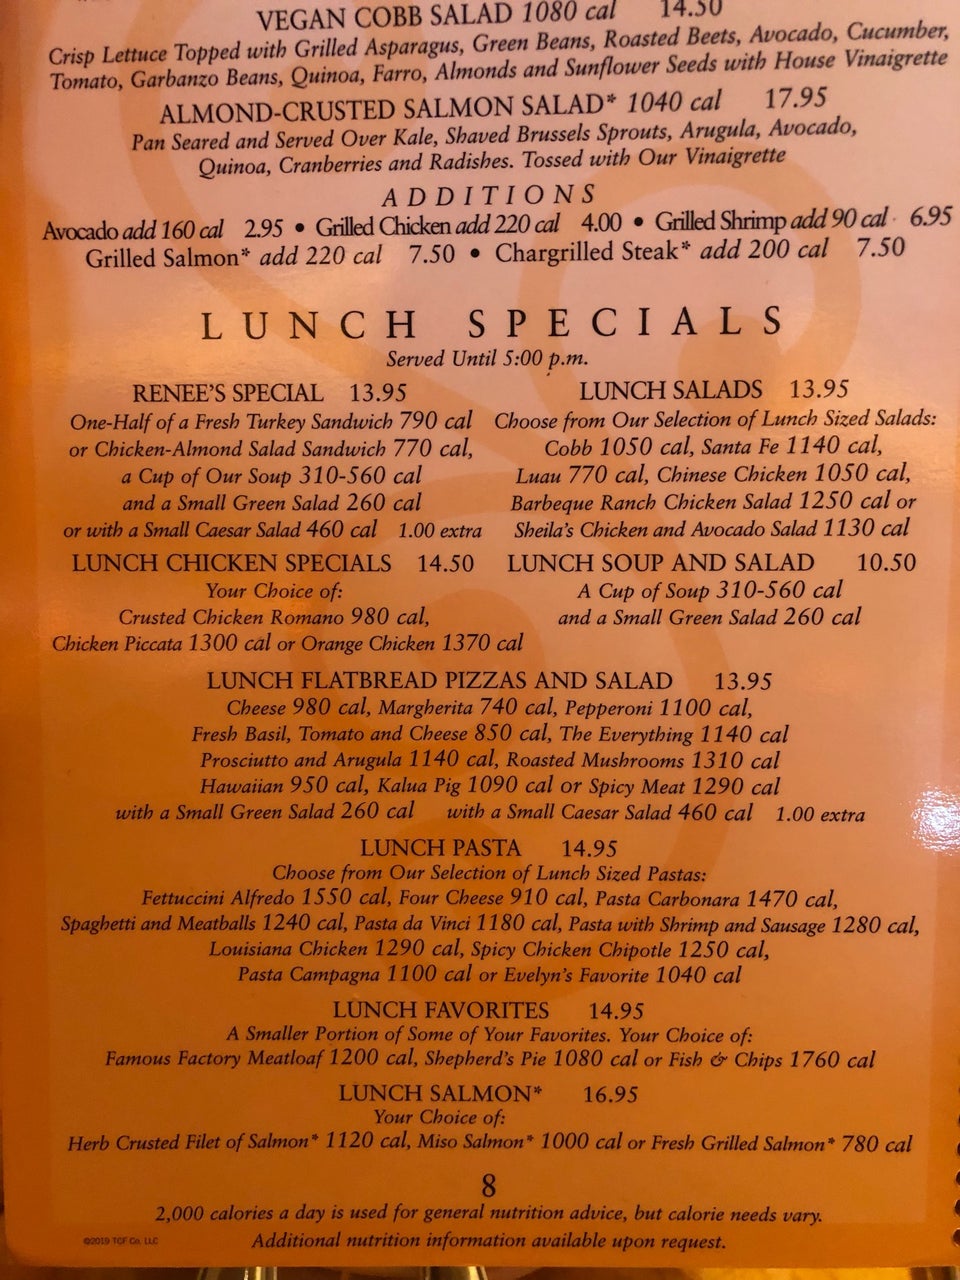 VEGAN COBB SALAD 1080 cal 14.50
Crisp Lettuce Topped with Grilled Asparagus, Green Beans, Roasted Beets, Avocado, Cucumber,
Tomato, Garbanzo Beans, Quinoa, Farro, Almonds and Sunflower Seeds with House Vinaigrette
ALMOND-CRUSTED SALMON SALAD* 1040 cal 17.95
Pan Seared and Served Over Kale, Shaved Brussels Sprouts, Arugula, Avocado,
Quinoa, Cranberries and Radishes. Tossed with Our Vinaigrette
ADDITIONS
Avocado add 160 cal 2.95 • Grilled Chicken add 220 cal 4.00 • Grilled Shrimp add 90 cal 6.95
Grilled Salmon* add 220 cal 7.50 • Chargrilled Steak* add 200 cal 7.50
LUNCH SPECIALS
Served Until 5:00 p.m.
RENEE'S SPECIAL 13.95
One-Half of a Fresh Turkey Sandwich 790 cal
or Chicken-Almond Salad Sandwich 770 cal,
a Cup of Our Soup 310-560 cal
and a Small Green Salad 260 cal
or with a Small Caesar Salad 460 cal 1.00 extra
LUNCH SALADS 13.95
Choose from Our Selection of Lunch Sized Salads:
Cobb 1050 cal, Santa Fe 1140 cal,
Luau 770 cal, Chinese Chicken 1050 cal,
Barbeque Ranch Chicken Salad 1250 cal or
Sheila's Chicken and Avocado Salad 1130 cal
LUNCH CHICKEN SPECIALS 14.50
Your Choice of:
Crusted Chicken Romano 980 cal,
Chicken Piccata 1300 cal or Orange Chicken 1370 cal
LUNCH SOUP AND SALAD 10.50
A Cup of Soup 310-560 cal
and a Small Green Salad 260 cal
LUNCH FLATBREAD PIZZAS AND SALAD 13.95
Cheese 980 cal, Margherita 740 cal, Pepperoni 1100 cal,
Fresh Basil, Tomato and Cheese 850 cal, The Everything 1140 cal
Prosciutto and Arugula 1140 cal, Roasted Mushrooms 1310 cal
Hawaiian 950 cal, Kalua Pig 1090 cal or Spicy Meat 1290 cal
with a Small Green Salad 260 cal with a Small Caesar Salad 460 cal 1.00 extra
LUNCH PASTA 14.95
Choose from Our Selection of Lunch Sized Pastas:
Fettuccini Alfredo 1550 cal, Four Cheese 910 cal, Pasta Carbonara 1470 cal,
Spaghetti and Meatballs 1240 cal, Pasta da Vinci 1180 cal, Pasta with Shrimp and Sausage 1280 cal,
Louisiana Chicken 1290 cal, Spicy Chicken Chipotle 1250 cal,
Pasta Campagna 1100 cal or Evelyn's Favorite 1040 cal
LUNCH FAVORITES 14.95
A Smaller Portion of Some of Your Favorites. Your Choice of:
Famous Factory Meatloaf 1200 cal, Shepherd's Pie 1080 cal or Fish & Chips 1760 cal
LUNCH SALMON* 16.95
Your Choice of:
Herb Crusted Filet of Salmon* 1120 cal, Miso Salmon* 1000 cal or Fresh Grilled Salmon* 780 cal
8
2,000 calories a day is used for general nutrition advice, but calorie needs vary.
©2019 TCF Co. LLC
Additional nutrition information available upon request.